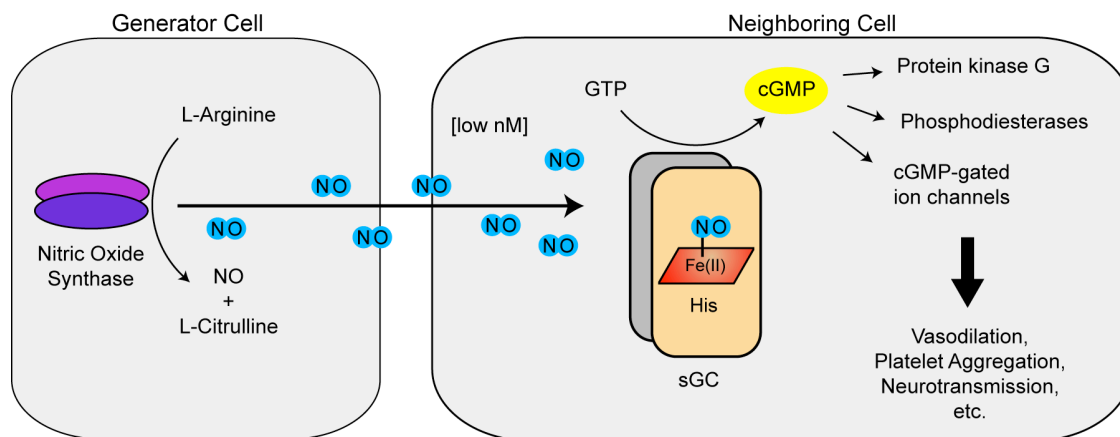 Generator Cell
L-Arginine
Nitric Oxide
Synthase
NO
+
L-Citrulline
NO
NO
NO
NO
NO
NO
NO
Neighboring Cell
[low nM]
GTP
cGMP
NO
Fe(II)
His
sGC
Protein kinase G
Phosphodiesterases
cGMP-gated
ion channels
Vasodilation,
Platelet Aggregation,
Neurotransmission,
etc.